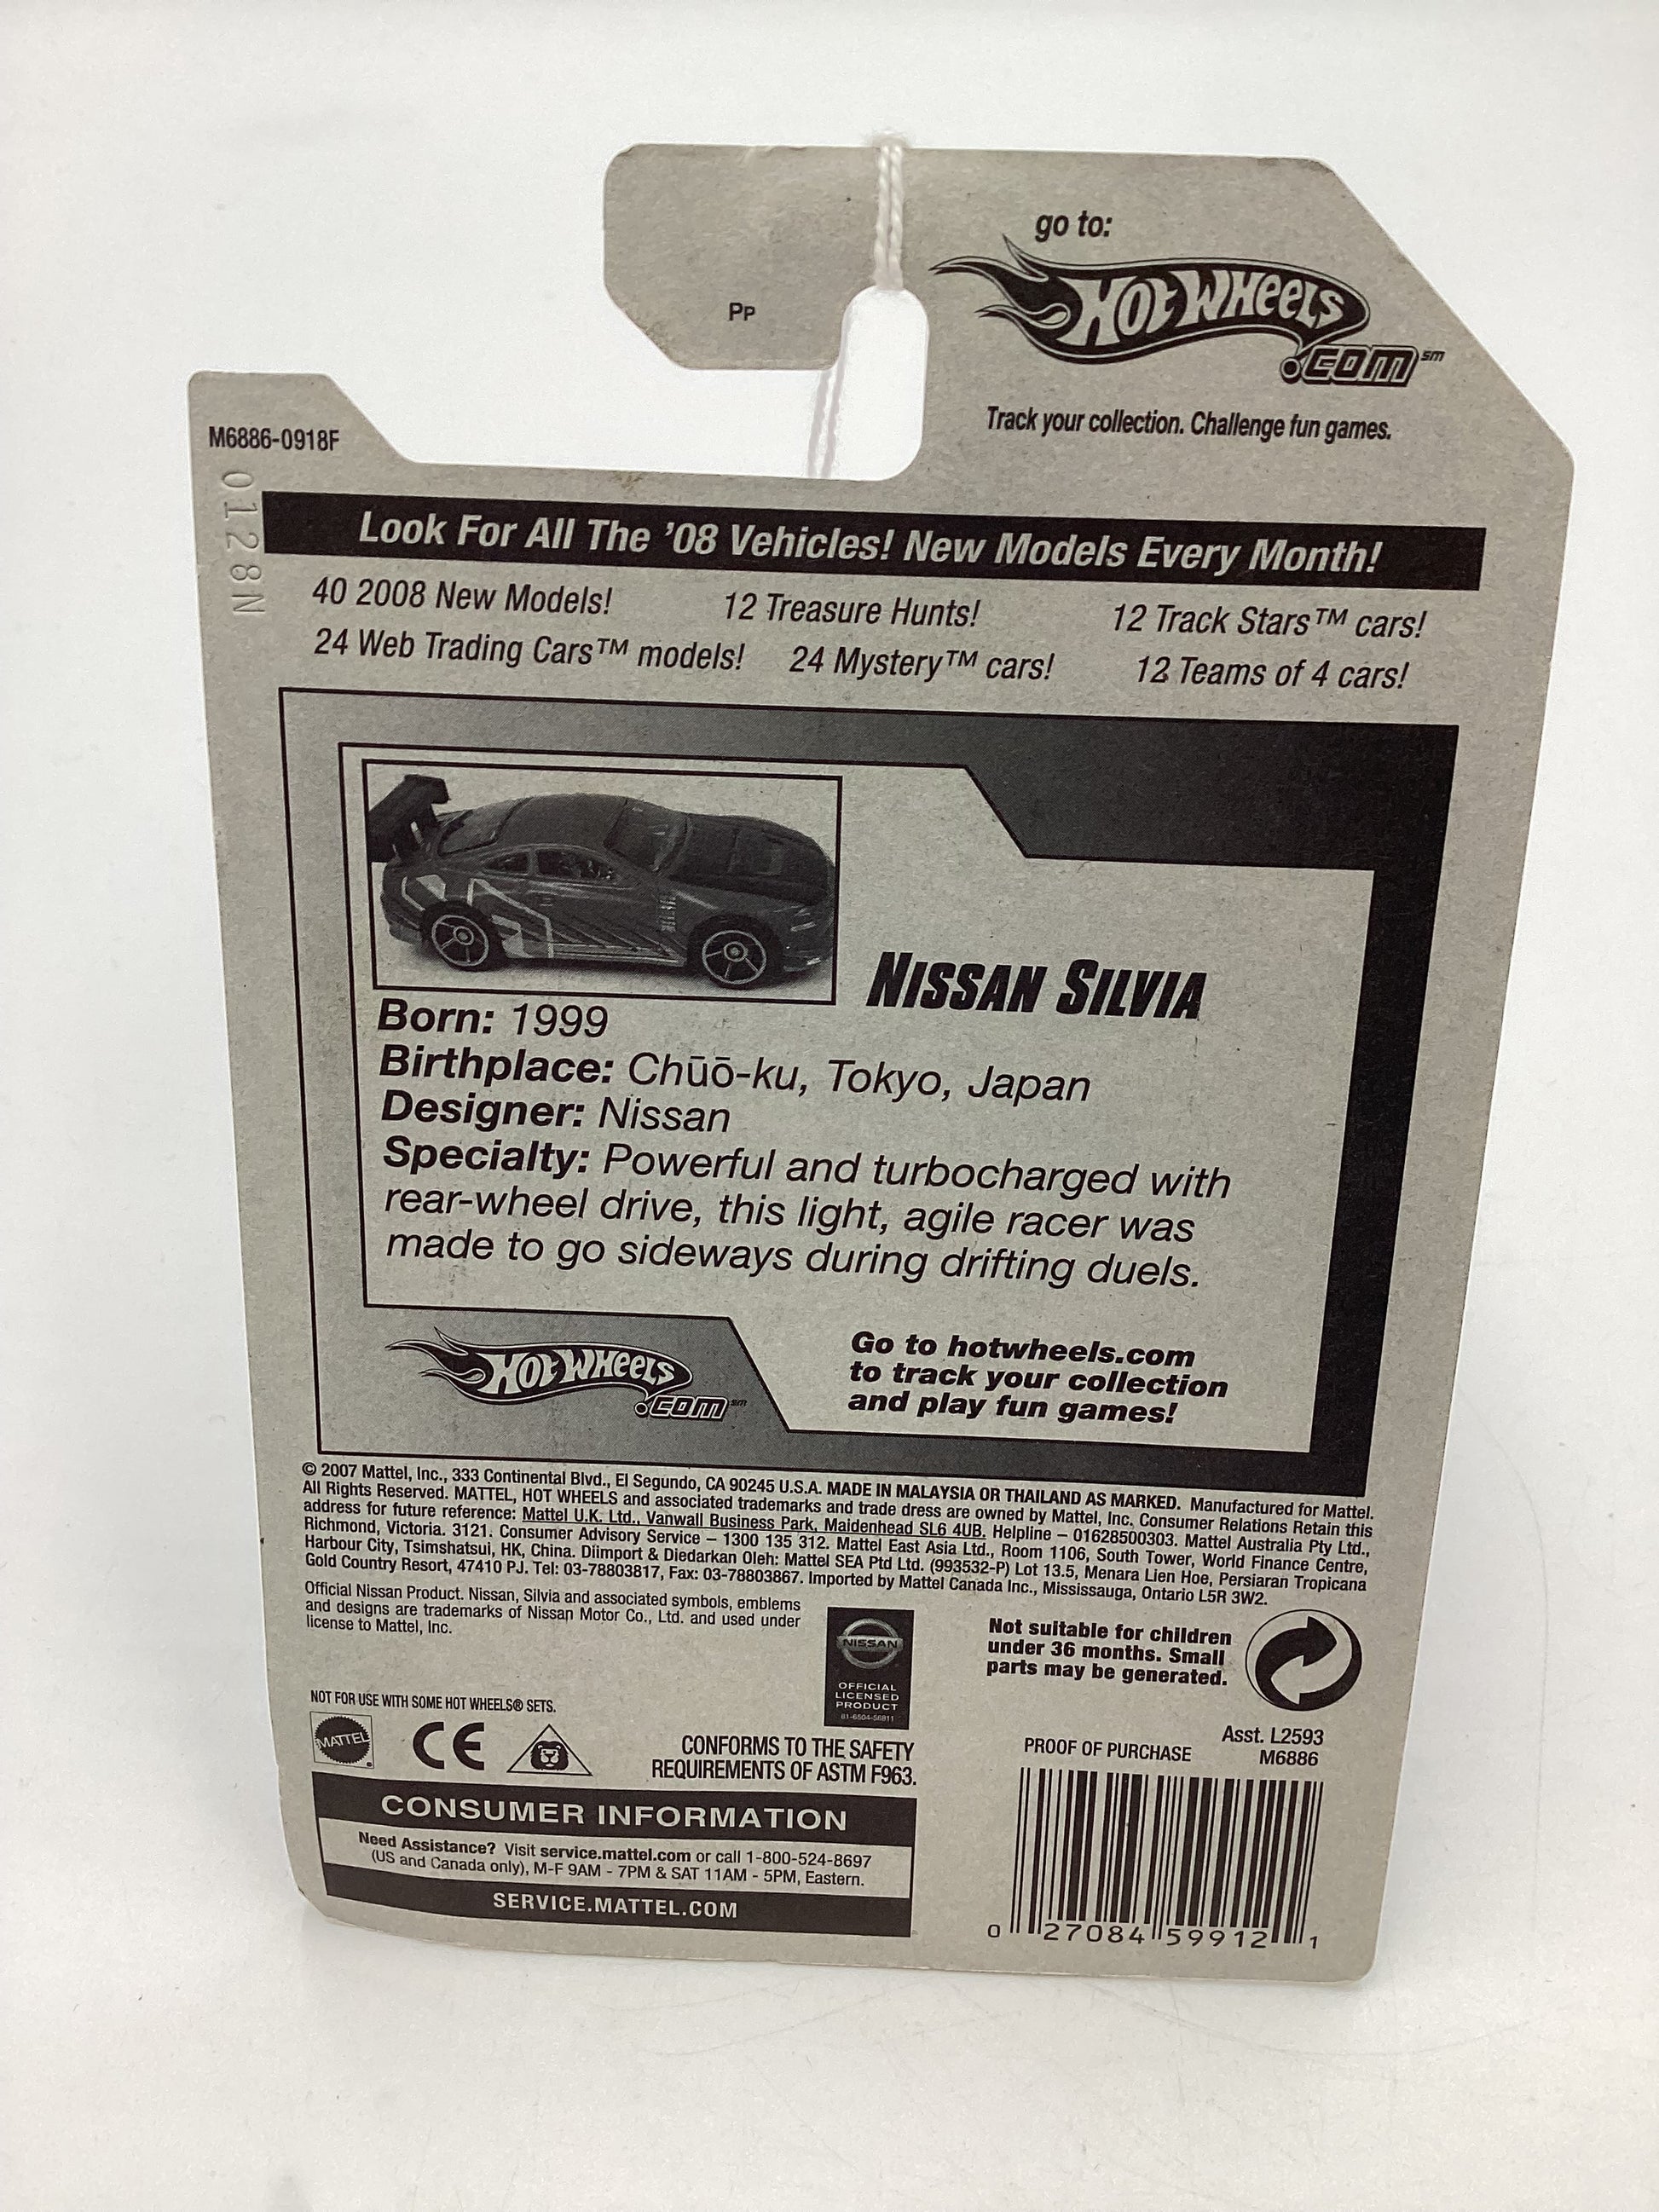 go to:
HOT WHEELS
.COM℠
Track your collection. Challenge fun games.
PP
M6886-0918F
0128N
Look For All The '08 Vehicles! New Models Every Month!
40 2008 New Models! 12 Treasure Hunts! 12 Track Stars™ cars!
24 Web Trading Cars™ models! 24 Mystery™ cars! 12 Teams of 4 cars!
NISSAN SILVIA
Born: 1999
Birthplace: Chūō-ku, Tokyo, Japan
Designer: Nissan
Specialty: Powerful and turbocharged with
rear-wheel drive, this light, agile racer was
made to go sideways during drifting duels.
HOT WHEELS
.COM℠
Go to hotwheels.com
to track your collection
and play fun games!
© 2007 Mattel, Inc., 333 Continental Blvd., El Segundo, CA 90245 U.S.A. MADE IN MALAYSIA OR THAILAND AS MARKED. Manufactured for Mattel.
All Rights Reserved. MATTEL, HOT WHEELS and associated trademarks and trade dress are owned by Mattel, Inc. Consumer Relations Retain this
address for future reference: Mattel U.K. Ltd., Vanwall Business Park, Maidenhead SL6 4UB. Helpline – 01628500303. Mattel Australia Pty Ltd.,
Richmond, Victoria. 3121. Consumer Advisory Service – 1300 135 312. Mattel East Asia Ltd., Room 1106, South Tower, World Finance Centre,
Harbour City, Tsimshatsui, HK, China. Diimport & Diedarkan Oleh: Mattel SEA Ptd Ltd. (993532-P) Lot 13.5, Menara Lien Hoe, Persiaran Tropicana
Gold Country Resort, 47410 PJ. Tel: 03-78803817, Fax: 03-78803867. Imported by Mattel Canada Inc., Mississauga, Ontario L5R 3W2.
Official Nissan Product. Nissan, Silvia and associated symbols, emblems
and designs are trademarks of Nissan Motor Co., Ltd. and used under
license to Mattel, Inc.
NISSAN
OFFICIAL
LICENSED
PRODUCT
81-6504-56811
Not suitable for children
under 36 months. Small
parts may be generated.
NOT FOR USE WITH SOME HOT WHEELS® SETS.
MATTEL
CE
CONFORMS TO THE SAFETY
REQUIREMENTS OF ASTM F963.
PROOF OF PURCHASE
Asst. L2593
M6886
CONSUMER INFORMATION
Need Assistance? Visit service.mattel.com or call 1-800-524-8697
(US and Canada only), M-F 9AM - 7PM & SAT 11AM - 5PM, Eastern.
SERVICE.MATTEL.COM
0 27084 59912 1